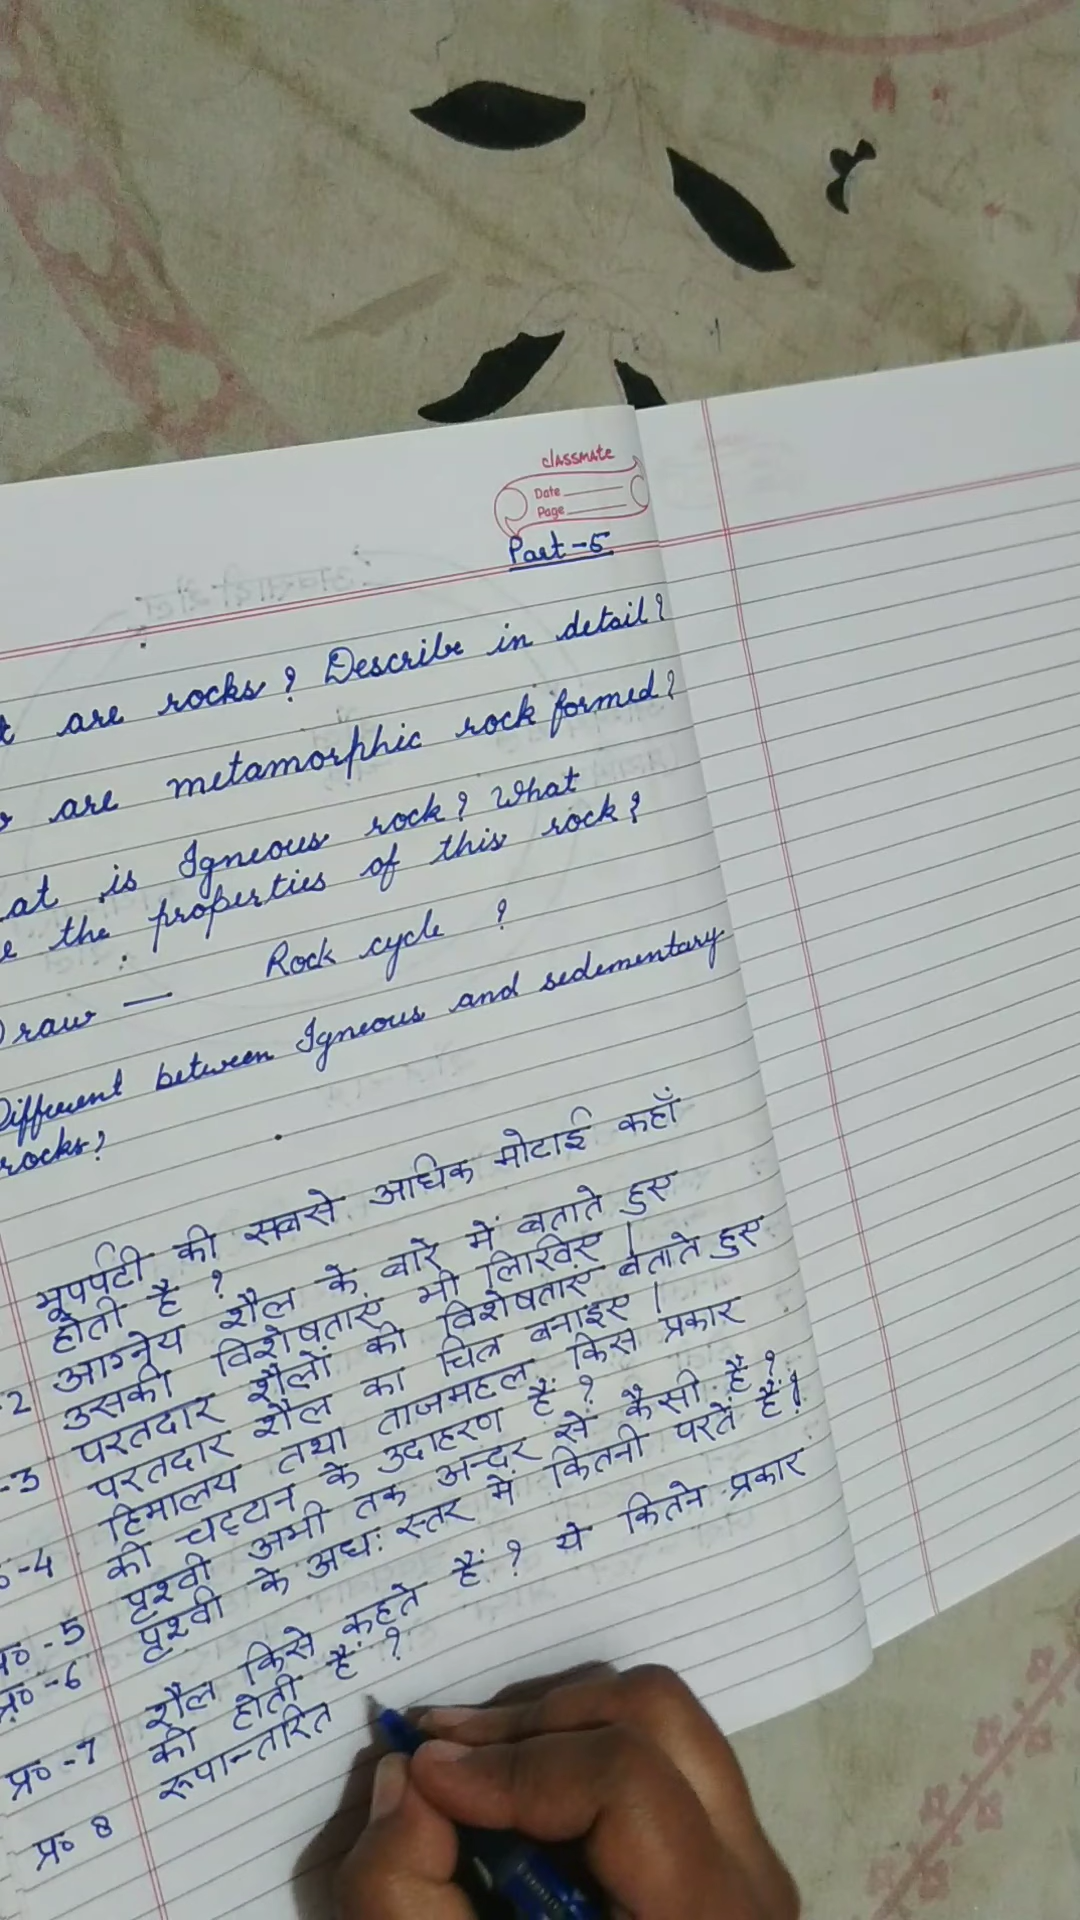 classmate
Date
Page
Part-5
are rocks? Describe in detail?
are metamorphic rock formed?
at is Igneous rock? What
e the properties of this rock?
Draw — Rock cycle ?
Different between Igneous and sedementary
rocks?
भूपर्पटी की सबसे अधिक मोटाई कहाँ
होती है ?
-2 आग्नेय शैल के बारे में बताते हुए
उसकी विशेषताएं भी लिखिए |
-3 परतदार शैलों की विशेषताएं बताते हुए
परतदार शैल का चित्र बनाइए |
-4 हिमालय तथा ताजमहल किस प्रकार
की चट्टान के उदाहरण हैं ?
प्र०-5 पृथ्वी अभी तक अन्दर से कैसी है ?
प्र०-6 पृथ्वी के अधः स्तर में कितनी परतें हैं ?
प्र०-7 शैल किसे कहते हैं ? ये कितने प्रकार
की होती हैं ?
प्र० 8 रूपान्तरित